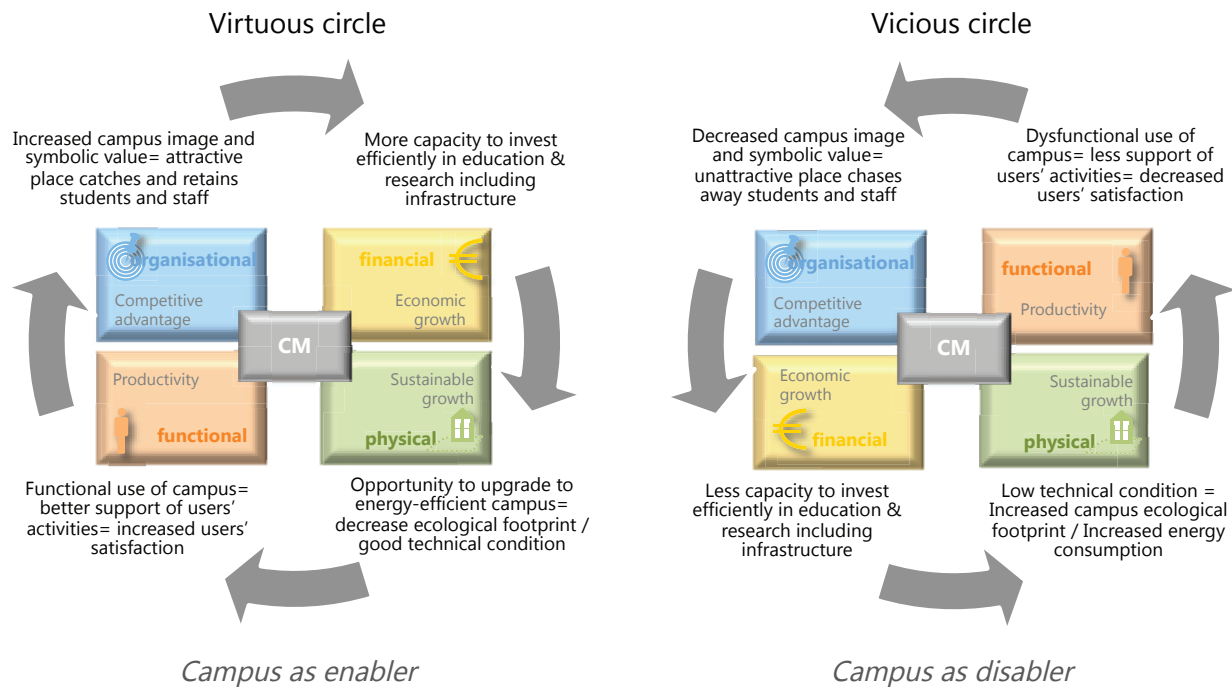 Virtuous circle
Increased campus image and
symbolic value= attractive
place catches and retains
students and staff
More capacity to invest
efficiently in education &
research including
infrastructure
organisational
Competitive
advantage
financial
Economic
growth
CM
Productivity
functional
Sustainable
growth
physical
Functional use of campus=
better support of users'
activities= increased users'
satisfaction
Opportunity to upgrade to
energy-efficient campus=
decrease ecological footprint /
good technical condition
Campus as enabler
Vicious circle
Decreased campus image
and symbolic value=
unattractive place chases
away students and staff
Dysfunctional use of
campus= less support of
users' activities= decreased
users' satisfaction
organisational
Competitive
advantage
functional
Productivity
CM
Economic
growth
financial
Sustainable
growth
physical
Less capacity to invest
efficiently in education &
research including
infrastructure
Low technical condition =
Increased campus ecological
footprint / Increased energy
consumption
Campus as disabler